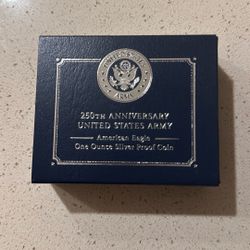 250TH ANNIVERSARY
UNITED STATES ARMY
American Eagle
One Ounce Silver Proof Coin